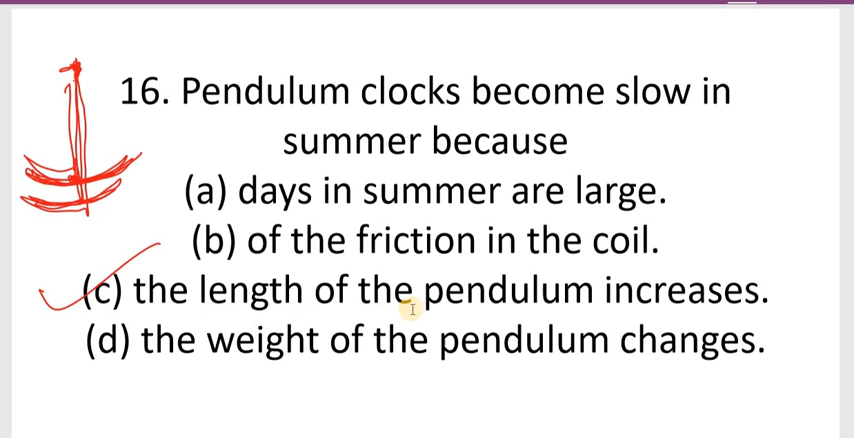 16. Pendulum clocks become slow in
summer because
(a) days in summer are large.
(b) of the friction in the coil.
(c) the length of the pendulum increases.
(d) the weight of the pendulum changes.